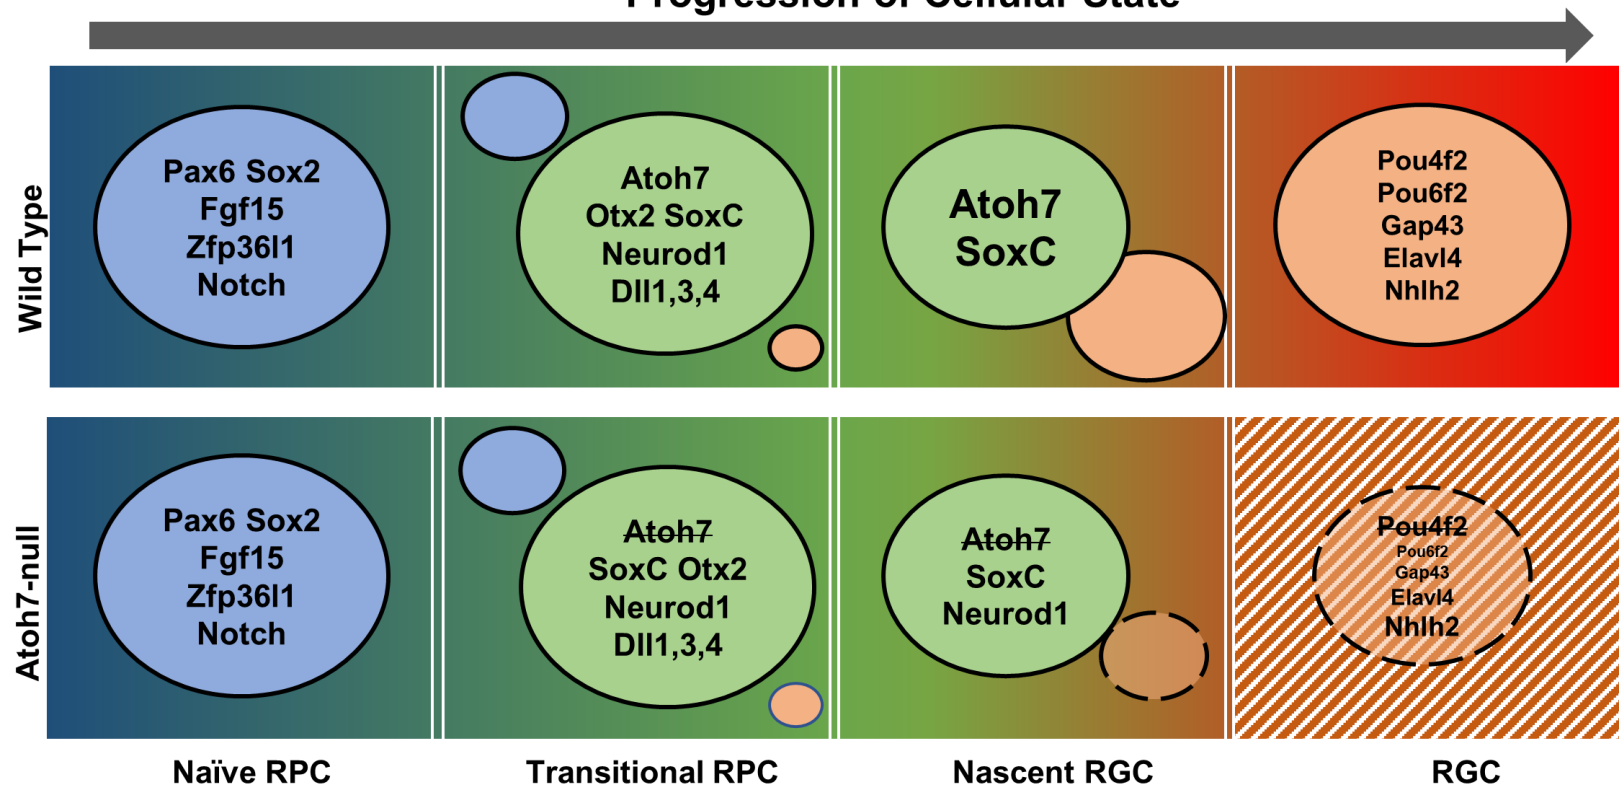 Progression of Cellular State
Wild Type
Pax6 Sox2
Fgf15
Zfp36l1
Notch
Atoh7
Otx2 SoxC
Neurod1
Dll1,3,4
Atoh7
SoxC
Pou4f2
Pou6f2
Gap43
Elavl4
Nhlh2
Atoh7-null
Pax6 Sox2
Fgf15
Zfp36l1
Notch
Atoh7
SoxC Otx2
Neurod1
Dll1,3,4
Atoh7
SoxC
Neurod1
Pou4f2
Pou6f2
Gap43
Elavl4
Nhlh2
Naïve RPC
Transitional RPC
Nascent RGC
RGC